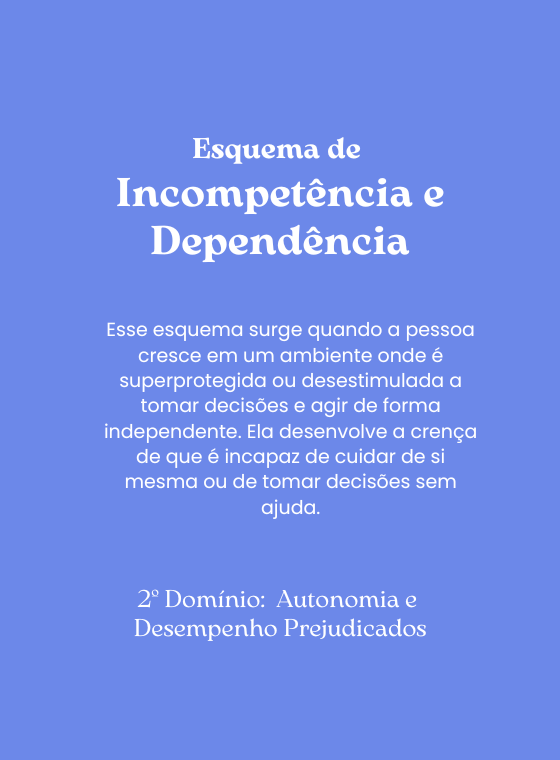 Esquema de
Incompetência e
Dependência
Esse esquema surge quando a pessoa
cresce em um ambiente onde é
superprotegida ou desestimulada a
tomar decisões e agir de forma
independente. Ela desenvolve a crença
de que é incapaz de cuidar de si
mesma ou de tomar decisões sem
ajuda.
2º Domínio: Autonomia e
Desempenho Prejudicados